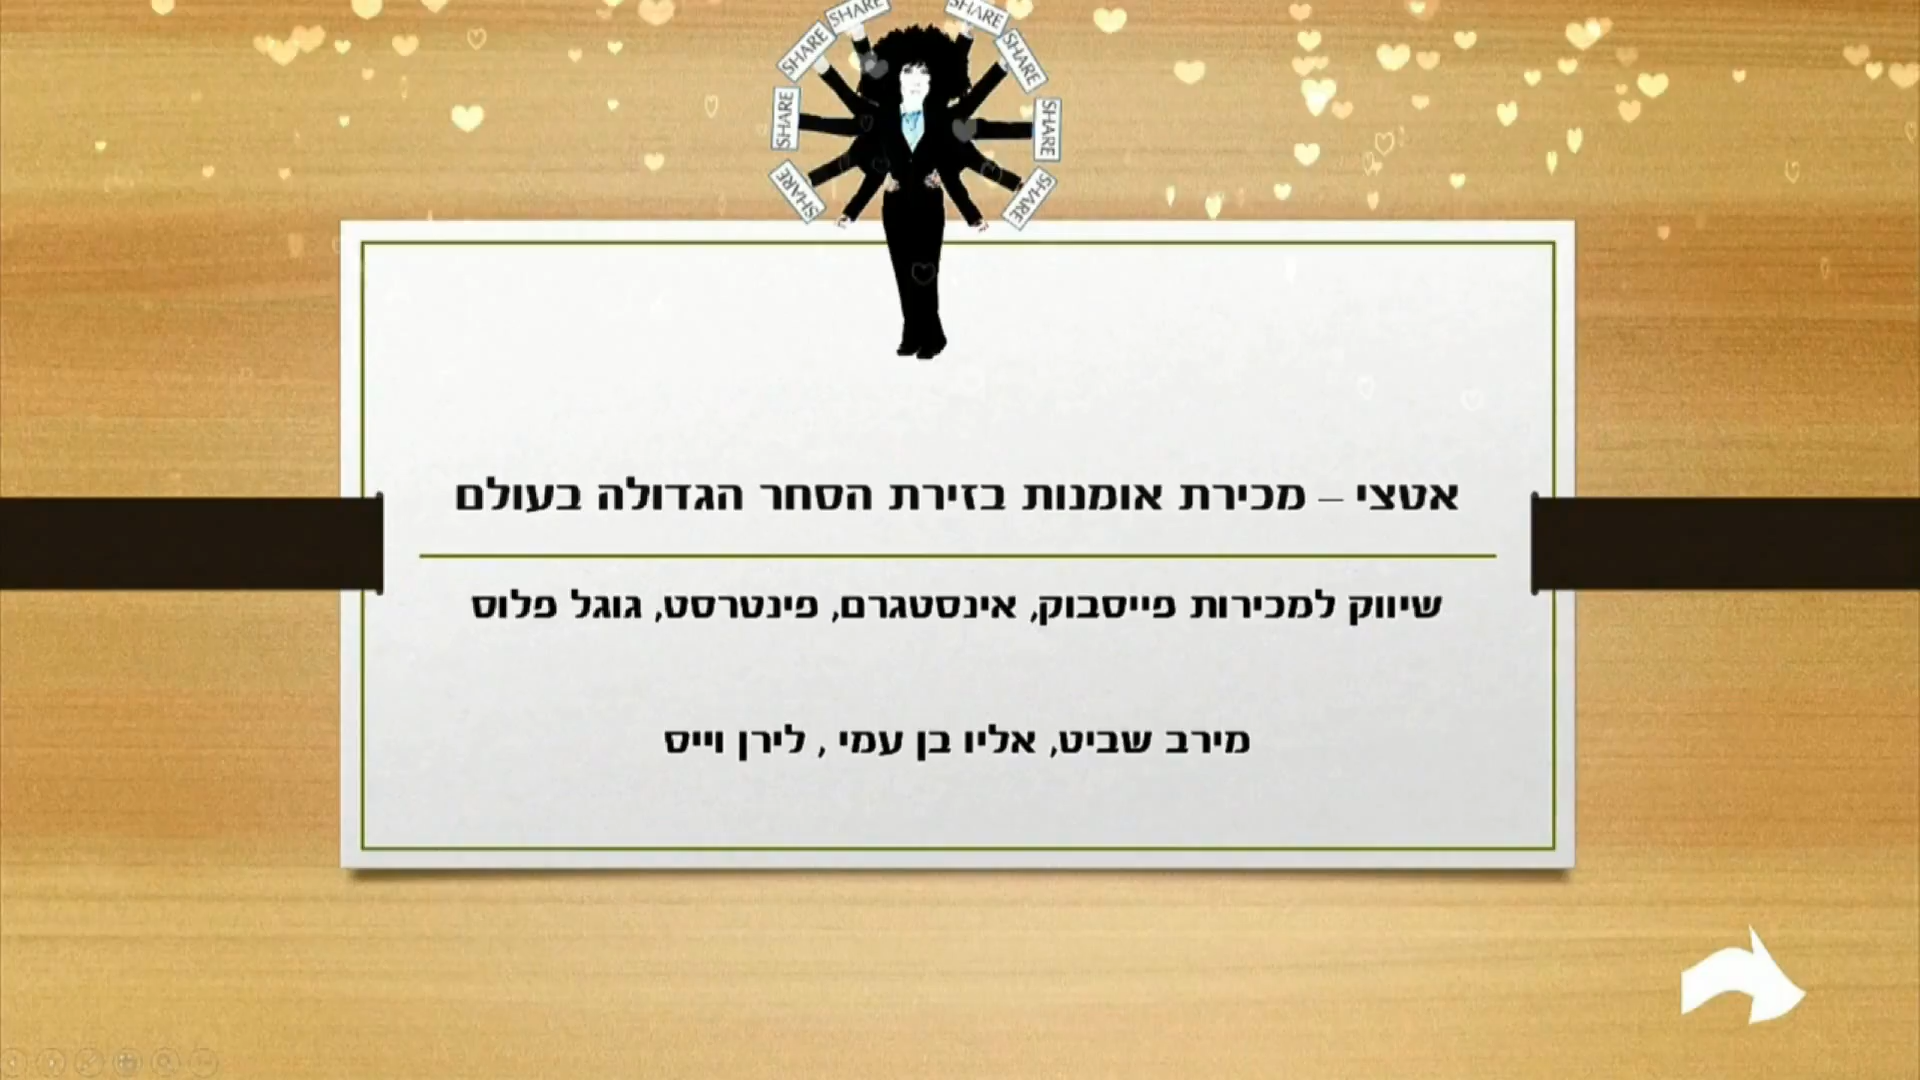 SHARE SHARE
SHARE SHARE
SHARE SHARE
SHARE SHARE
אטצי – מכירת אומנות בזירת הסחר הגדולה בעולם
שיווק למכירות פייסבוק, אינסטגרם, פינטרסט, גוגל פלוס
מירב שביט, אליו בן עמי , לירן וייס